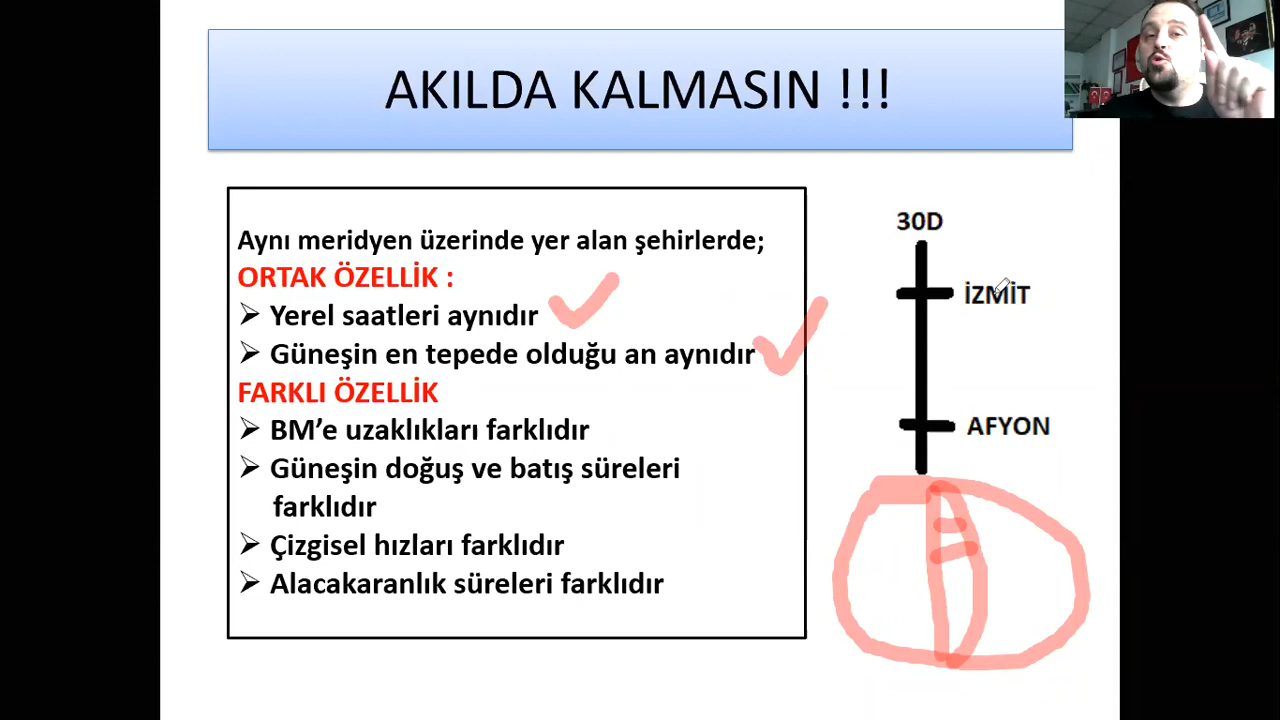 AKILDA KALMASIN !!!
Aynı meridyen üzerinde yer alan şehirlerde;
ORTAK ÖZELLİK :
➢ Yerel saatleri aynıdır
➢ Güneşin en tepede olduğu an aynıdır
FARKLI ÖZELLİK
➢ BM’e uzaklıkları farklıdır
➢ Güneşin doğuş ve batış süreleri
farklıdır
➢ Çizgisel hızları farklıdır
➢ Alacakaranlık süreleri farklıdır
30D
İZMİT
AFYON